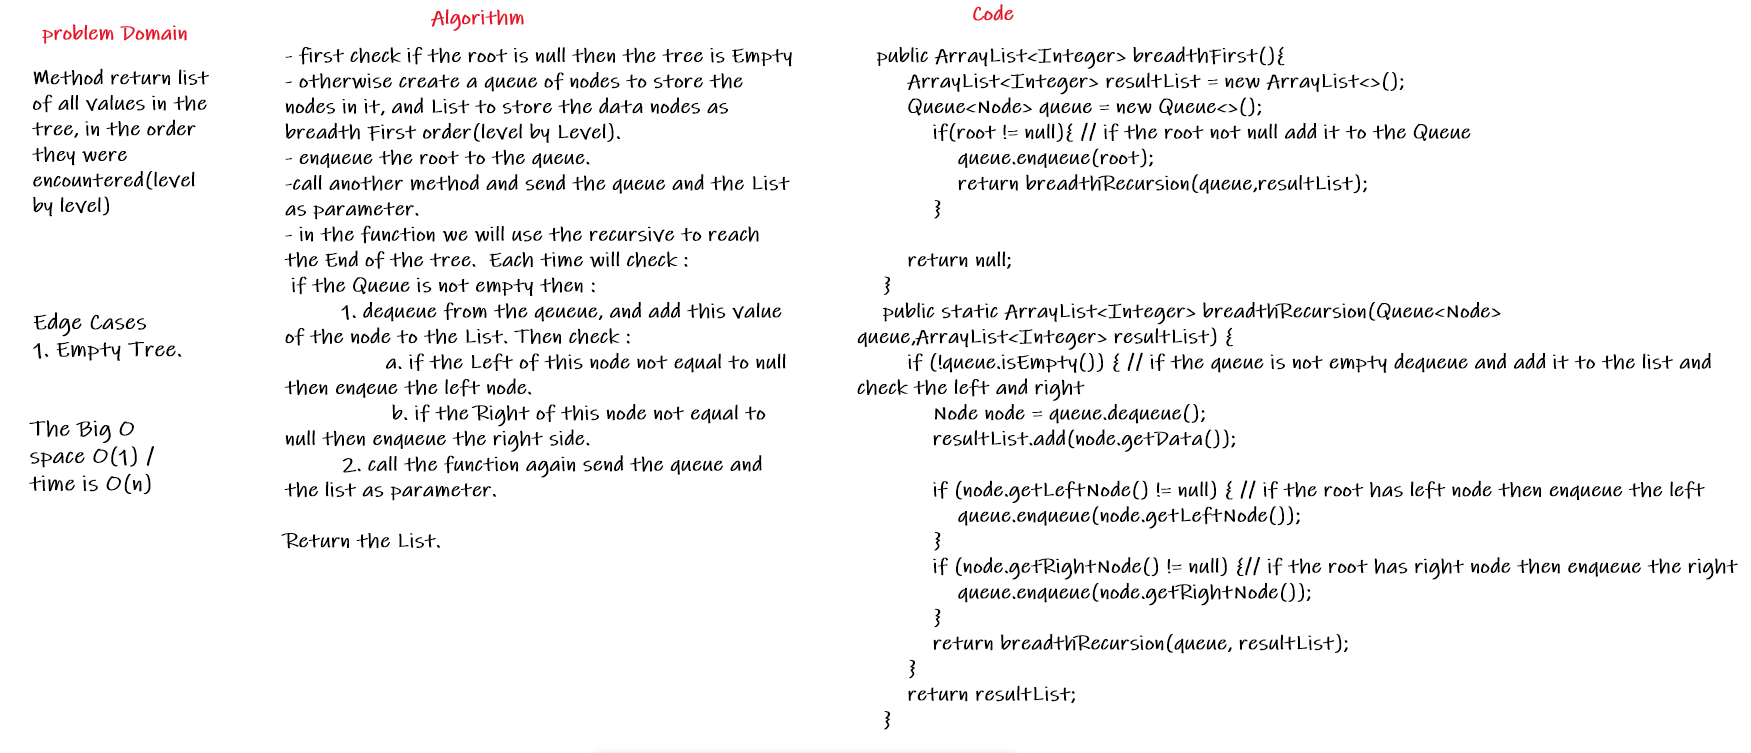 problem Domain
Method return list
of all values in the
tree, in the order
they were
encountered(level
by level)
Edge Cases
1. Empty Tree.
The Big O
space O(1) /
time is O(n)
Algorithm
- first check if the root is null then the tree is Empty
- otherwise create a queue of nodes to store the
nodes in it, and List to store the data nodes as
breadth First order(level by Level).
- enqueue the root to the queue.
-call another method and send the queue and the List
as parameter.
- in the function we will use the recursive to reach
the End of the tree. Each time will check :
if the Queue is not empty then :
1. dequeue from the qeueue, and add this value
of the node to the List. Then check :
a. if the Left of this node not equal to null
then enqeue the left node.
b. if the Right of this node not equal to
null then enqueue the right side.
2. call the function again send the queue and
the list as parameter.
Return the List.
Code
public ArrayList<Integer> breadthFirst(){
ArrayList<Integer> resultList = new ArrayList<>();
Queue<Node> queue = new Queue<>();
if(root != null){ // if the root not null add it to the Queue
queue.enqueue(root);
return breadthRecursion(queue,resultList);
}
return null;
}
public static ArrayList<Integer> breadthRecursion(Queue<Node>
queue,ArrayList<Integer> resultList) {
if (!queue.isEmpty()) { // if the queue is not empty dequeue and add it to the list and
check the left and right
Node node = queue.dequeue();
resultList.add(node.getData());
if (node.getLeftNode() != null) { // if the root has left node then enqueue the left
queue.enqueue(node.getLeftNode());
}
if (node.getRightNode() != null) {// if the root has right node then enqueue the right
queue.enqueue(node.getRightNode());
}
return breadthRecursion(queue, resultList);
}
return resultList;
}